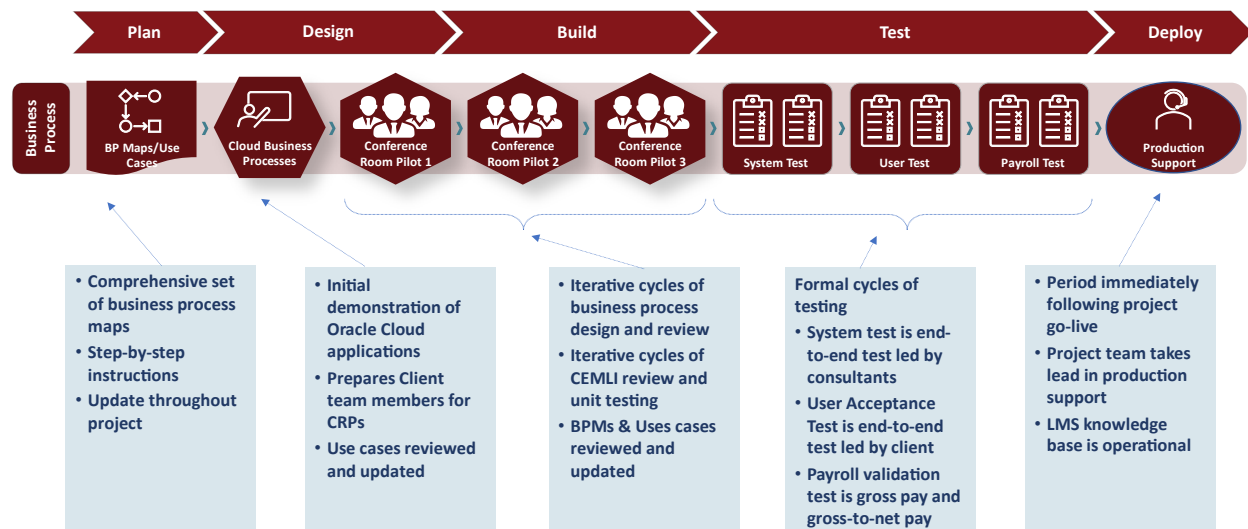 Plan
Design
Build
Test
Deploy
Business
Process
BP Maps/Use
Cases
Cloud Business
Processes
Conference
Room Pilot 1
Conference
Room Pilot 2
Conference
Room Pilot 3
System Test
User Test
Payroll Test
Production
Support
• Comprehensive set
of business process
maps
• Step-by-step
instructions
• Update throughout
project
• Initial
demonstration of
Oracle Cloud
applications
• Prepares Client
team members for
CRPs
• Use cases reviewed
and updated
• Iterative cycles of
business process
design and review
• Iterative cycles of
CEMLI review and
unit testing
• BPMs & Uses cases
reviewed and
updated
Formal cycles of
testing
• System test is end-
to-end test led by
consultants
• User Acceptance
Test is end-to-end
test led by client
• Payroll validation
test is gross pay and
gross-to-net pay
• Period immediately
following project
go-live
• Project team takes
lead in production
support
• LMS knowledge
base is operational